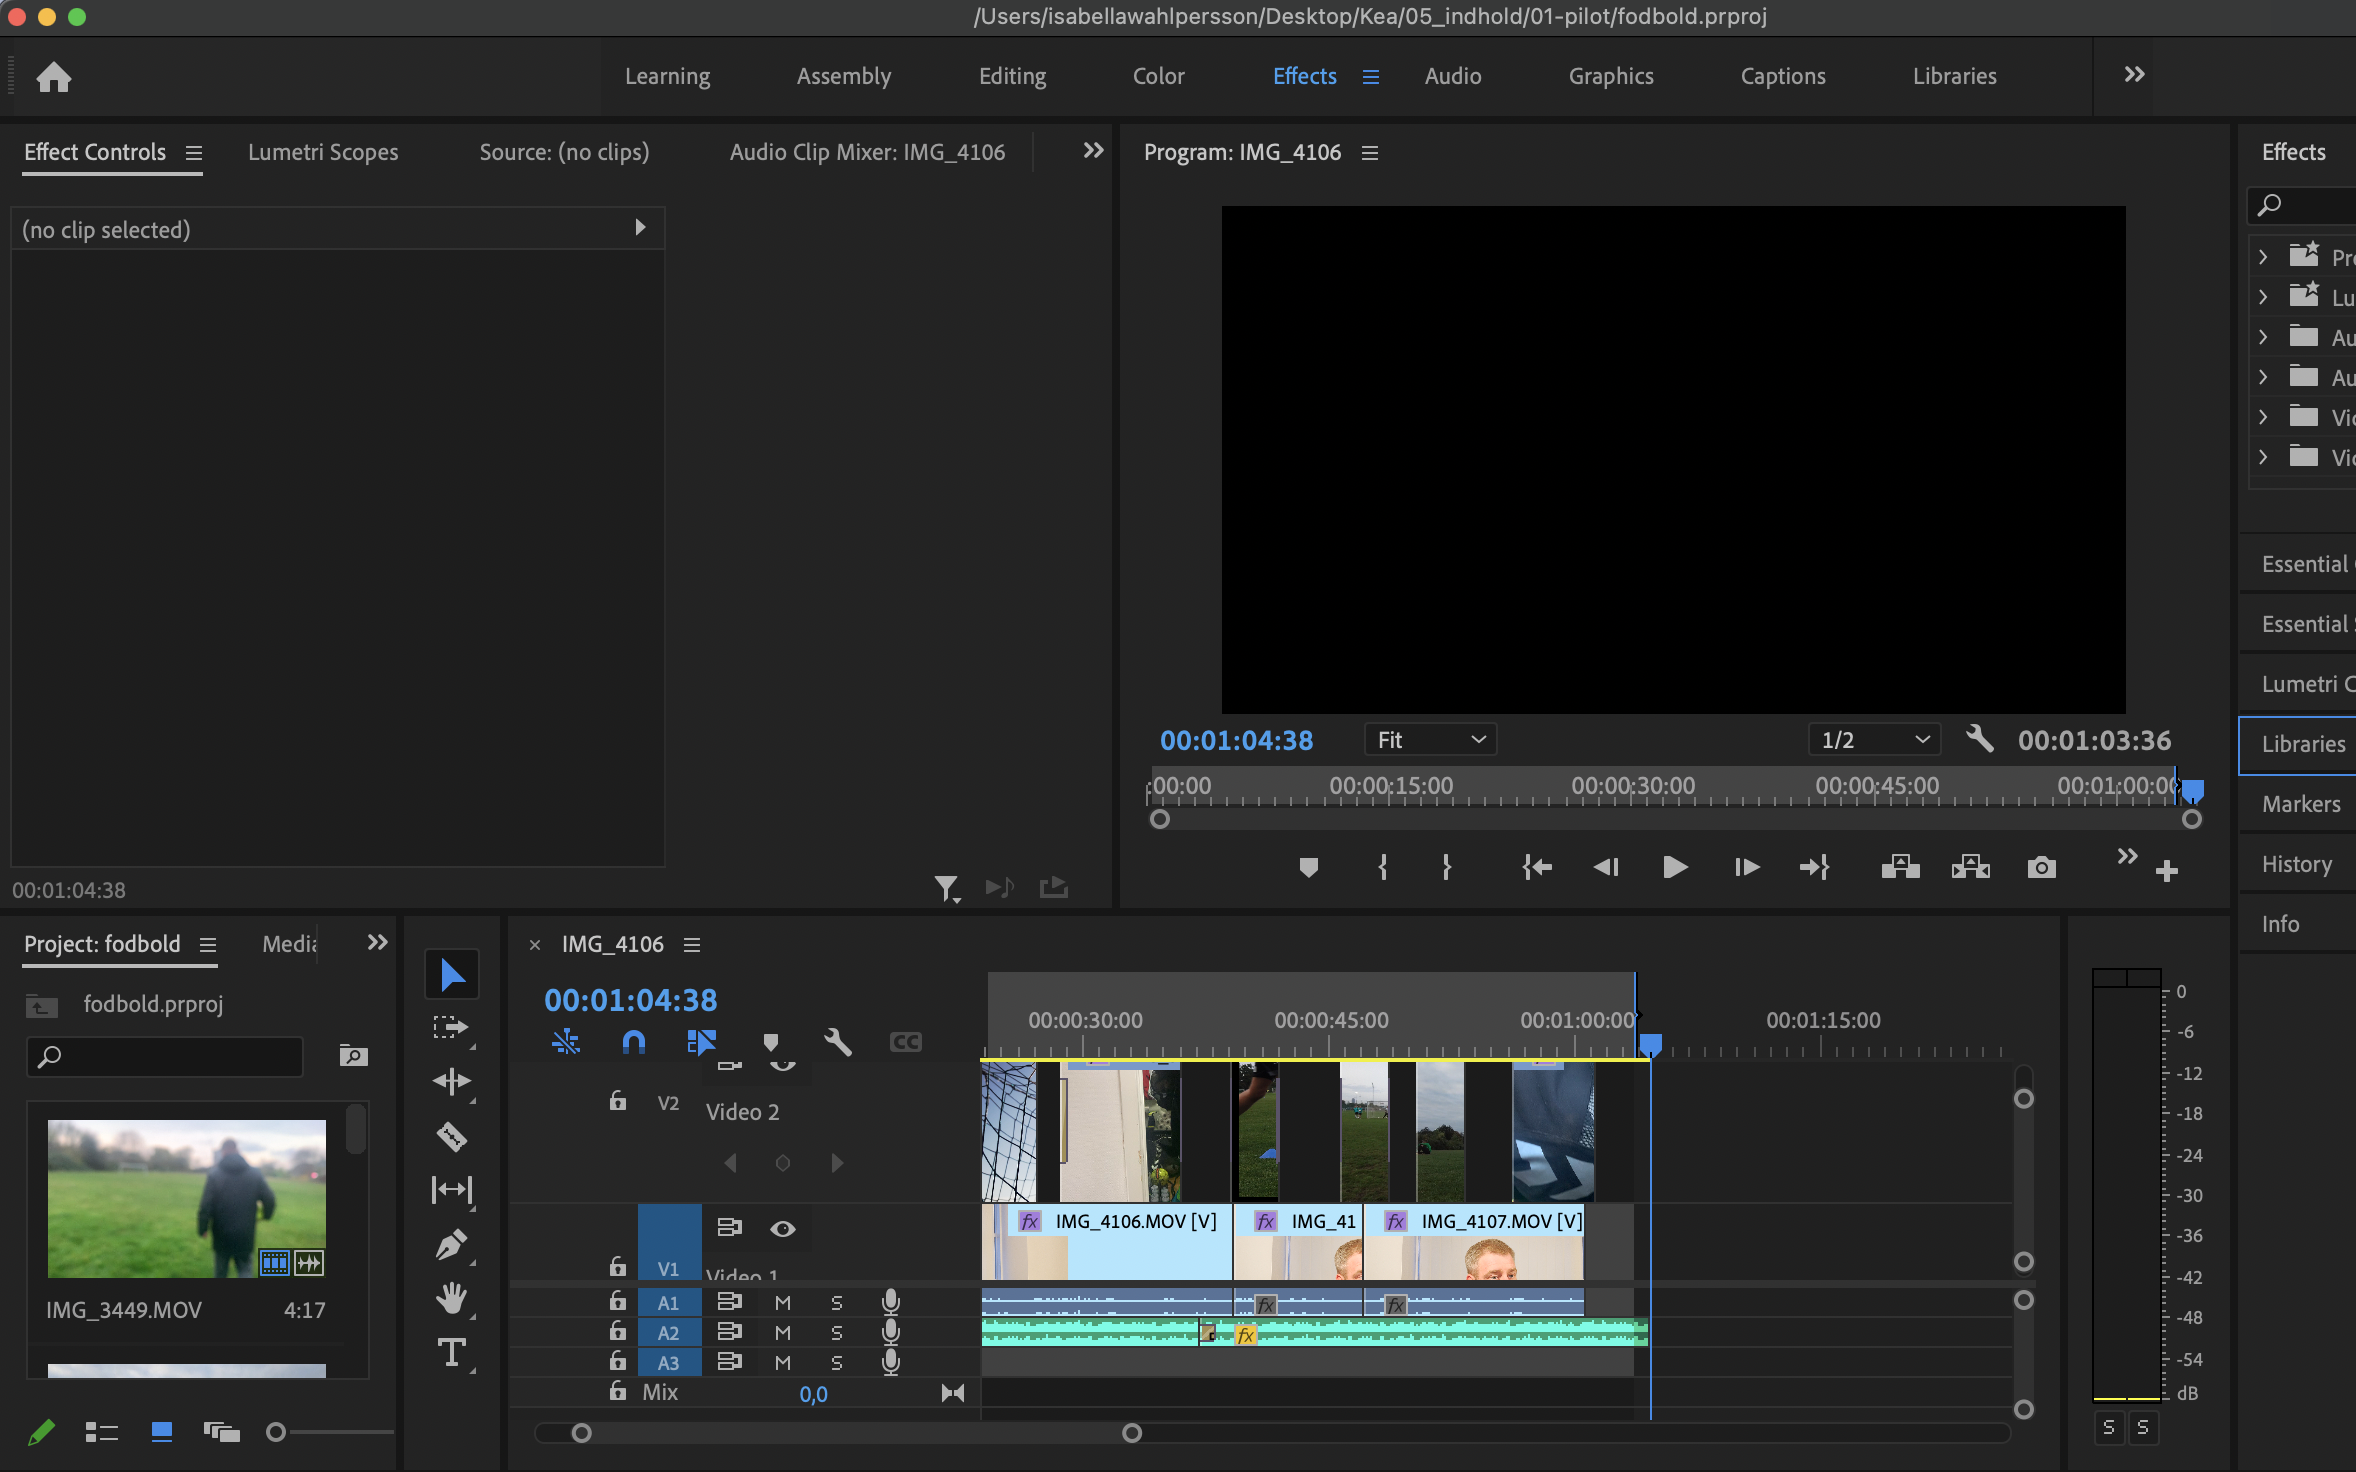 /Users/isabellawahlpersson/Desktop/Kea/05_indhold/01-pilot/fodbold.prproj
Learning Assembly Editing Color Effects Audio Graphics Captions Libraries
Effect Controls Lumetri Scopes Source: (no clips) Audio Clip Mixer: IMG_4106
(no clip selected)
00:01:04:38
Program: IMG_4106
00:01:04:38 Fit 1/2 00:01:03:36
:00:00 00:00:15:00 00:00:30:00 00:00:45:00 00:01:00:00
Effects
Pr
Lu
Au
Au
Vi
Vi
Essential
Essential
Lumetri C
Libraries
Markers
History
Info
Project: fodbold Media
fodbold.prproj
IMG_3449.MOV 4:17
IMG_4106
00:01:04:38
CC
00:00:30:00 00:00:45:00 00:01:00:00 00:01:15:00
V2 Video 2
fx IMG_4106.MOV [V] fx IMG_41 fx IMG_4107.MOV [V]
V1 Video 1
A1 M S fx fx
A2 M S fx
A3 M S
Mix 0,0
0
-6
-12
-18
-24
-30
-36
-42
-48
-54
dB
S S